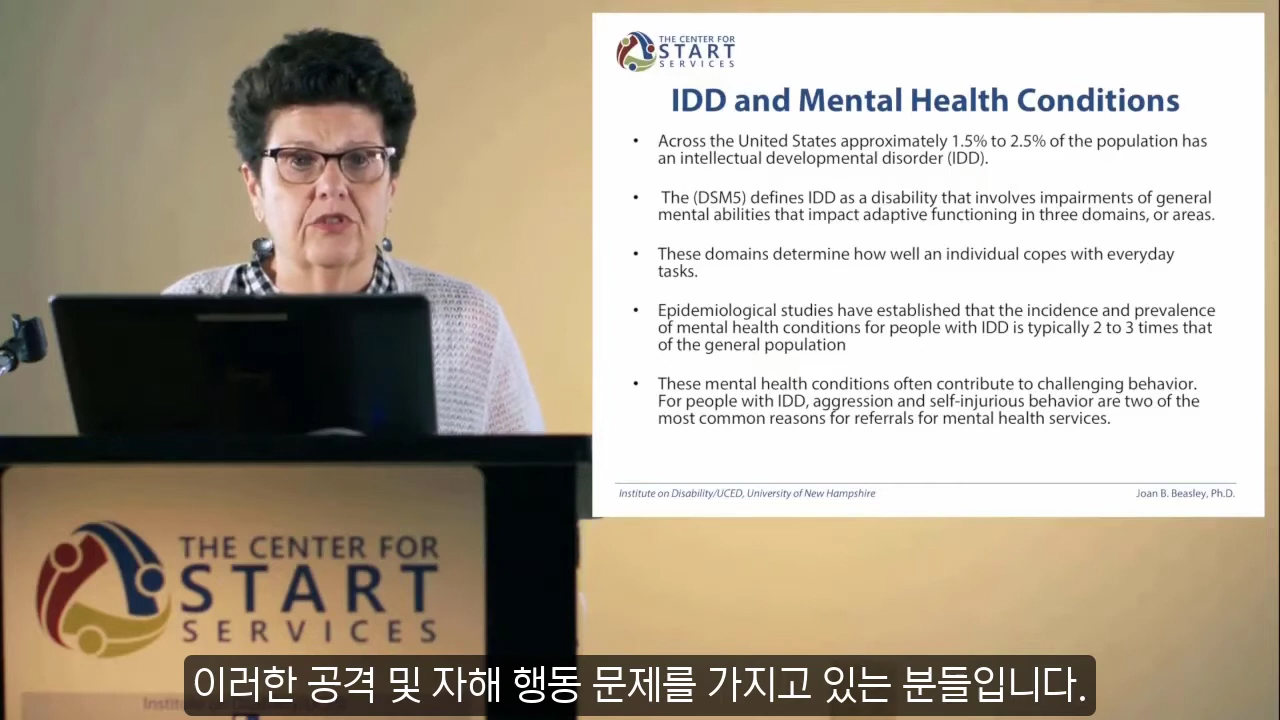 THE CENTER FOR
START
SERVICES
IDD and Mental Health Conditions
• Across the United States approximately 1.5% to 2.5% of the population has
an intellectual developmental disorder (IDD).
• The (DSM5) defines IDD as a disability that involves impairments of general
mental abilities that impact adaptive functioning in three domains, or areas.
• These domains determine how well an individual copes with everyday
tasks.
• Epidemiological studies have established that the incidence and prevalence
of mental health conditions for people with IDD is typically 2 to 3 times that
of the general population
• These mental health conditions often contribute to challenging behavior.
For people with IDD, aggression and self-injurious behavior are two of the
most common reasons for referrals for mental health services.
Institute on Disability/UCED, University of New Hampshire
Joan B. Beasley, Ph.D.
THE CENTER FOR
START
SERVICES
이러한 공격 및 자해 행동 문제를 가지고 있는 분들입니다.